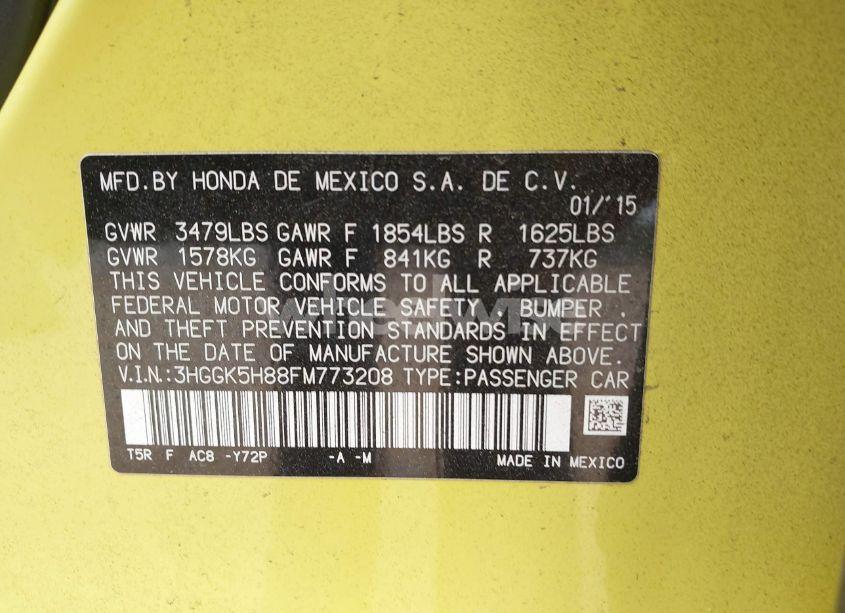 MFD.BY HONDA DE MEXICO S.A. DE C.V.
01/'15
GVWR 3479LBS GAWR F 1854LBS R 1625LBS
GVWR 1578KG GAWR F 841KG R 737KG
THIS VEHICLE CONFORMS TO ALL APPLICABLE
FEDERAL MOTOR VEHICLE SAFETY , BUMPER ,
AND THEFT PREVENTION STANDARDS IN EFFECT
ON THE DATE OF MANUFACTURE SHOWN ABOVE.
V.I.N.:3HGGK5H88FM773208 TYPE:PASSENGER CAR
T5R F AC8 -Y72P -A -M MADE IN MEXICO